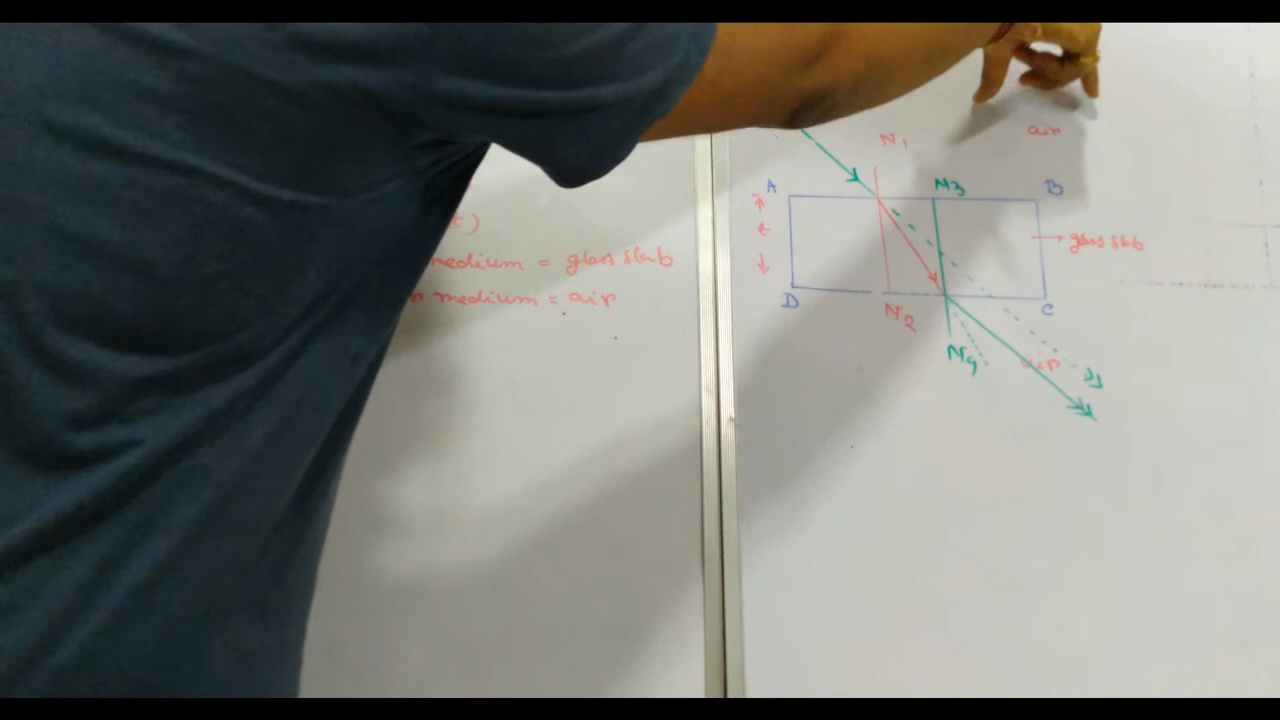 t)
medium = glass slab
r medium = air
N1
air
A
N3
B
t
glass slab
D
N2
C
N4
air